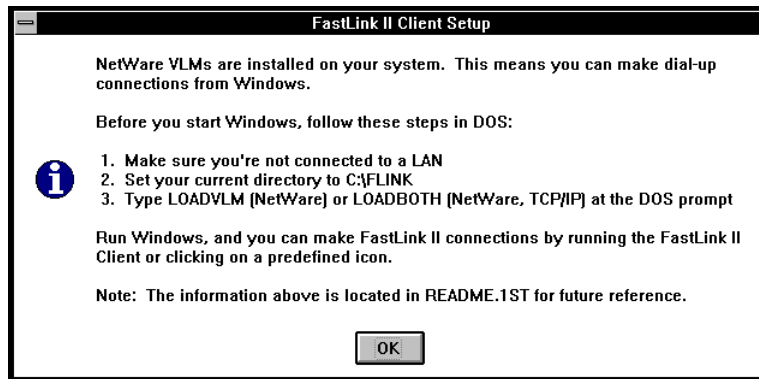 FastLink II Client Setup
NetWare VLMs are installed on your system.  This means you can make dial-up
connections from Windows.
Before you start Windows, follow these steps in DOS:
1.  Make sure you're not connected to a LAN
2.  Set your current directory to C:\FLINK
3.  Type LOADVLM (NetWare) or LOADBOTH (NetWare, TCP/IP) at the DOS prompt
Run Windows, and you can make FastLink II connections by running the FastLink II
Client or clicking on a predefined icon.
Note:  The information above is located in README.1ST for future reference.
OK